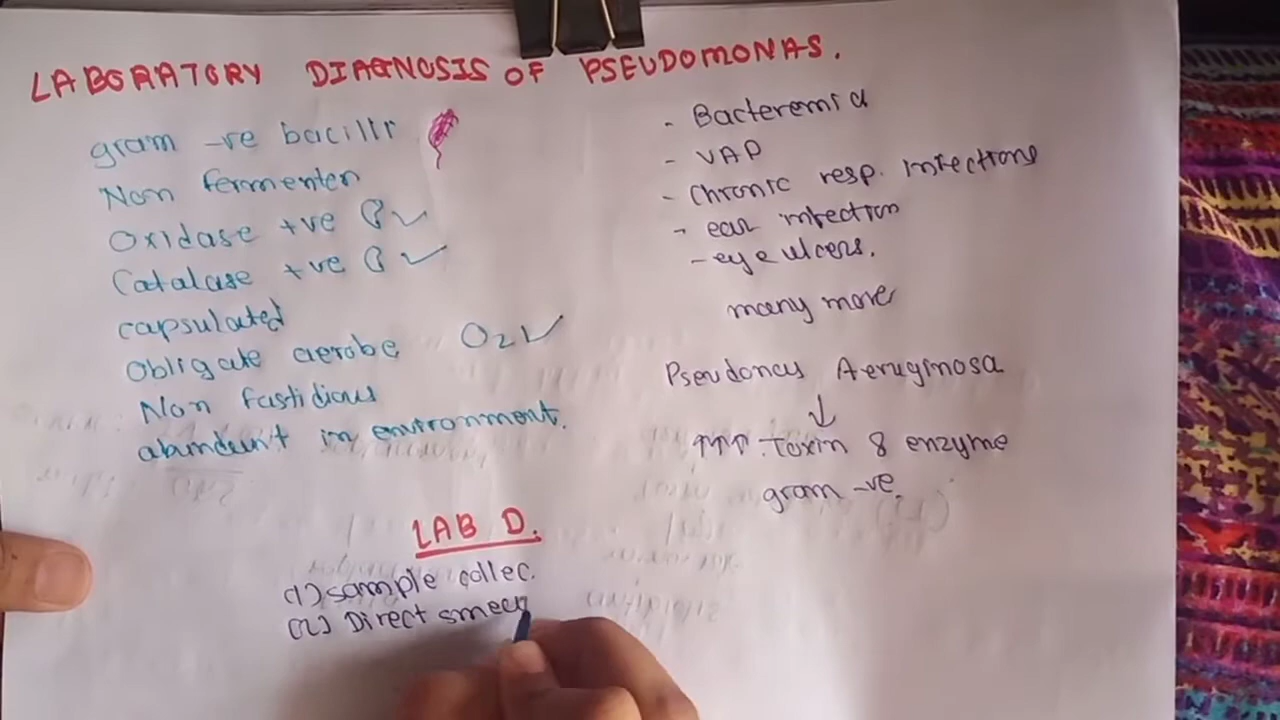 LABORATORY DIAGNOSIS OF PSEUDOMONAS.
gram -ve bacilli
Non fermenter
Oxidase +ve
Catalase +ve
capsulated
Obligate aerobe O2
Non fastidious
abundent in environment.
- Bacteremia
- VAP
- Chronic resp. infections
- ear infection
- eye ulcers.
many more
Pseudoncy Aeruginosa
↓
↑↑↑ Toxin & enzyme
gram -ve.
LAB D.
(1) sample collec.
(2) Direct smear